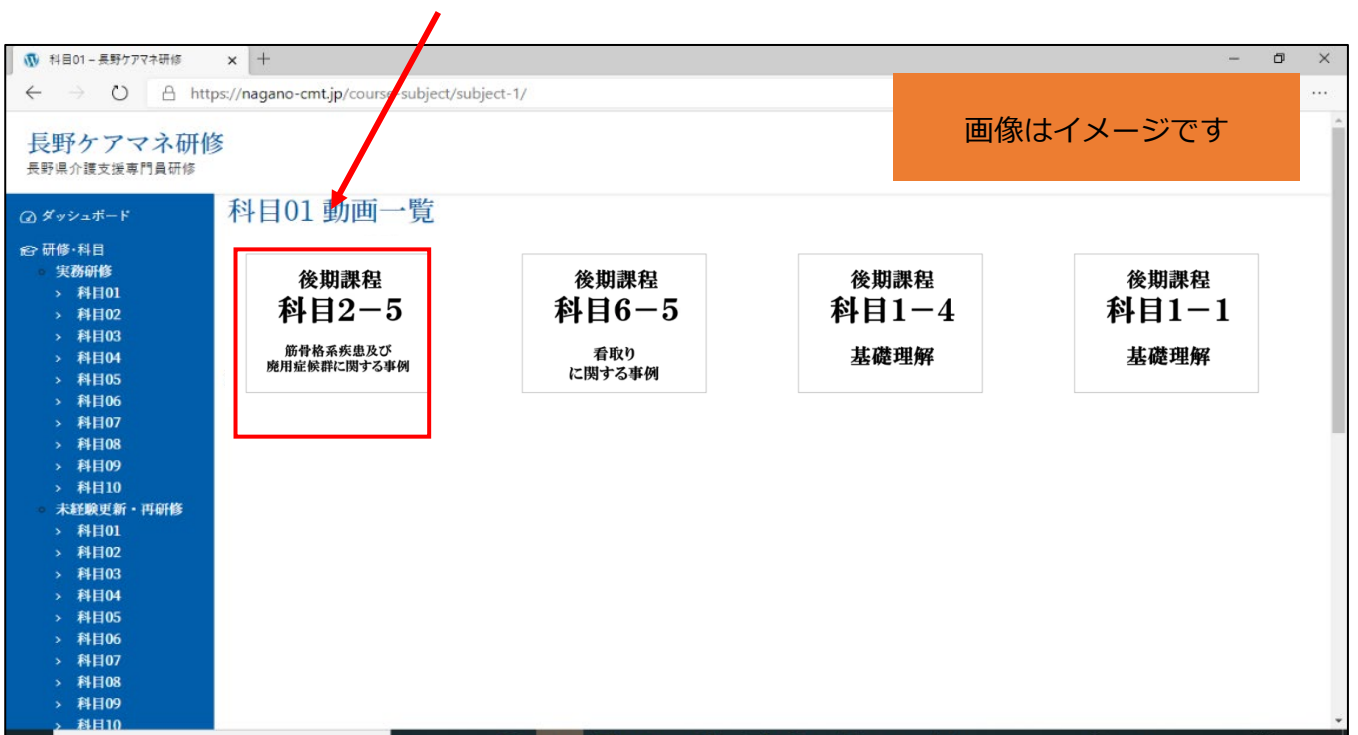 科目01 – 長野ケアマネ研修
https://nagano-cmt.jp/course-subject/subject-1/
画像はイメージです
長野ケアマネ研修
長野県介護支援専門員研修
ダッシュボード
研修·科目
実務研修
科目01
科目02
科目03
科目04
科目05
科目06
科目07
科目08
科目09
科目10
未経験更新・再研修
科目01
科目02
科目03
科目04
科目05
科目06
科目07
科目08
科目09
科目10
科目01 動画一覧
後期課程
科目2−5
筋骨格系疾患及び
廃用症候群に関する事例
後期課程
科目6−5
看取り
に関する事例
後期課程
科目1−4
基礎理解
後期課程
科目1−1
基礎理解